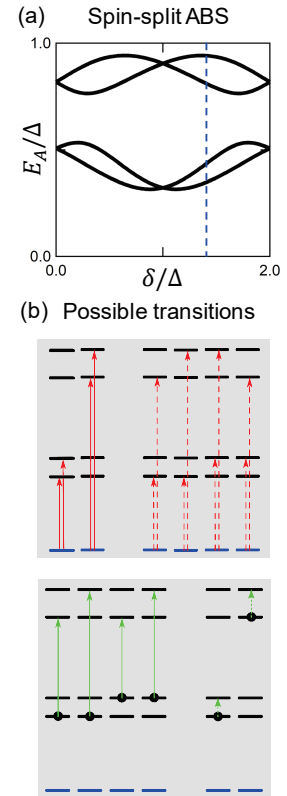 (a) Spin-split ABS
1.0
E_A/Δ
0.0
0.0 2.0
δ/Δ
(b) Possible transitions